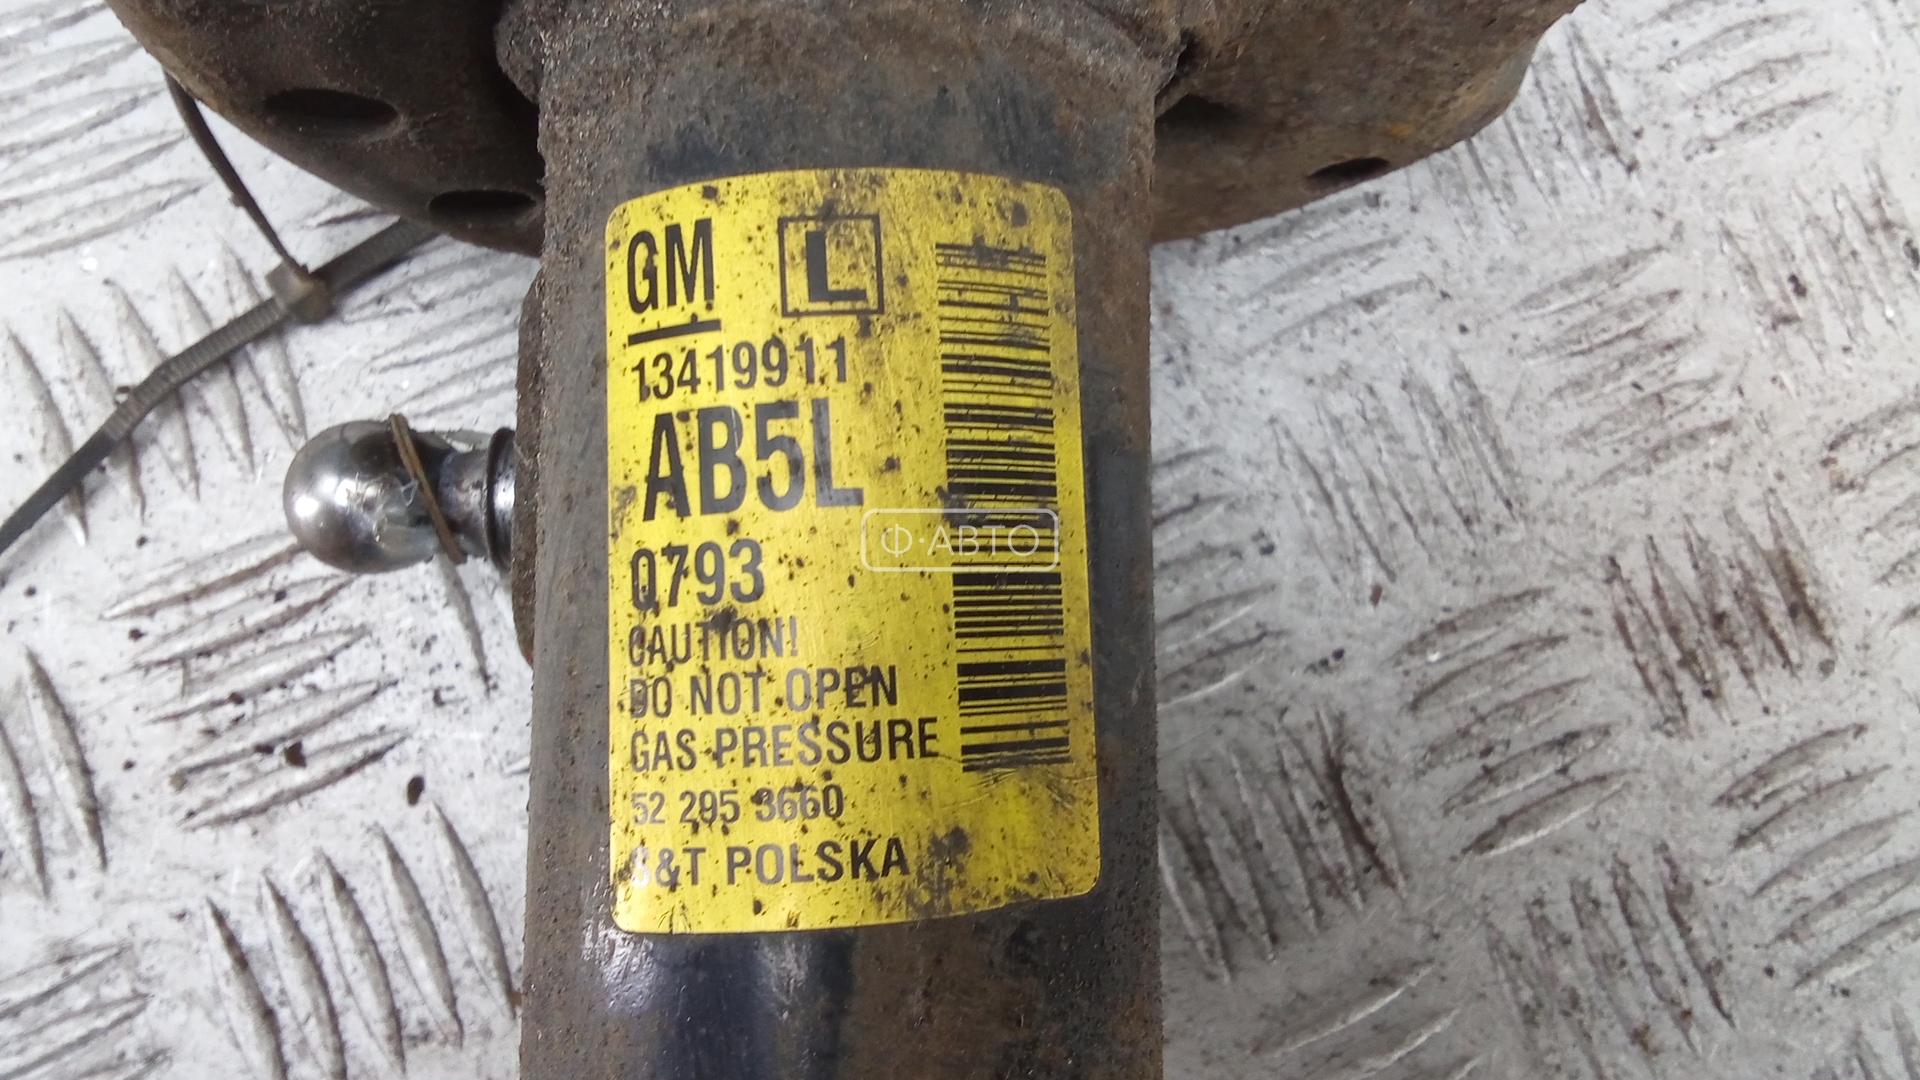 GM L
13419911
AB5L
Q793
CAUTION!
DO NOT OPEN
GAS PRESSURE
52 295 3660
S&T POLSKA
Ф·АВТО